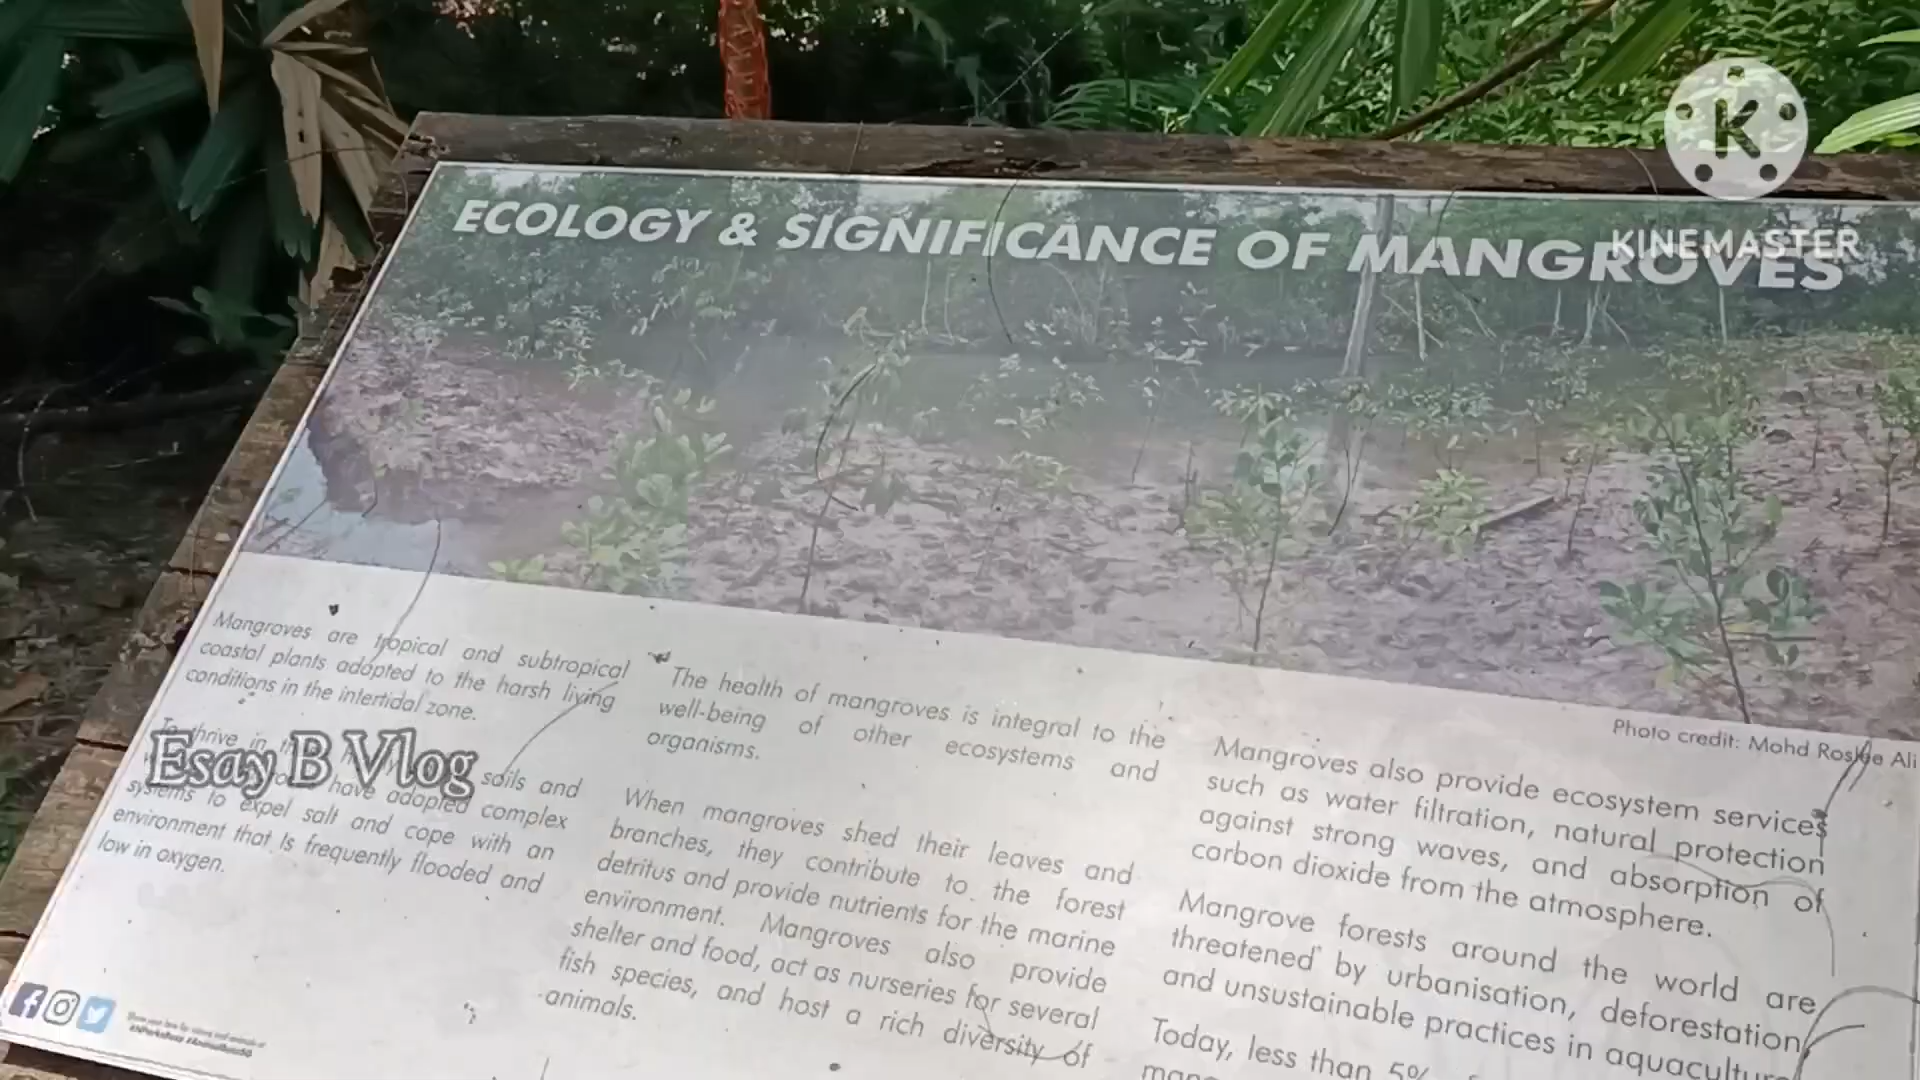 K
KINEMASTER
ECOLOGY & SIGNIFICANCE OF MANGROVES
Photo credit: Mohd Roslee Ali
Mangroves are tropical and subtropical
coastal plants adapted to the harsh living
conditions in the intertidal zone.
To thrive in
soils and
have adapted complex
systems to expel salt and cope with an
environment that Is frequently flooded and
low in oxygen.
Esay B Vlog
The health of mangroves is integral to the
well-being of other ecosystems and
organisms.
When mangroves shed their leaves and
branches, they contribute to the forest
detritus and provide nutrients for the marine
environment. Mangroves also provide
shelter and food, act as nurseries for several
fish species, and host a rich diversity of
animals.
Mangroves also provide ecosystem services
such as water filtration, natural protection
against strong waves, and absorption of
carbon dioxide from the atmosphere.
Mangrove forests around the world are
threatened by urbanisation, deforestation
and unsustainable practices in aquaculture
Today, less than 5%